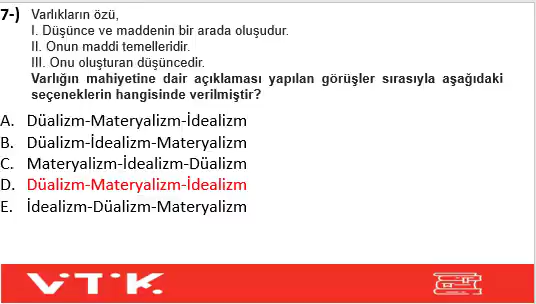 7-) Varlıkların özü,
I. Düşünce ve maddenin bir arada oluşudur.
II. Onun maddi temelleridir.
III. Onu oluşturan düşüncedir.
Varlığın mahiyetine dair açıklaması yapılan görüşler sırasıyla aşağıdaki
seçeneklerin hangisinde verilmiştir?
A. Düalizm-Materyalizm-İdealizm
B. Düalizm-İdealizm-Materyalizm
C. Materyalizm-İdealizm-Düalizm
D. Düalizm-Materyalizm-İdealizm
E. İdealizm-Düalizm-Materyalizm
VTK